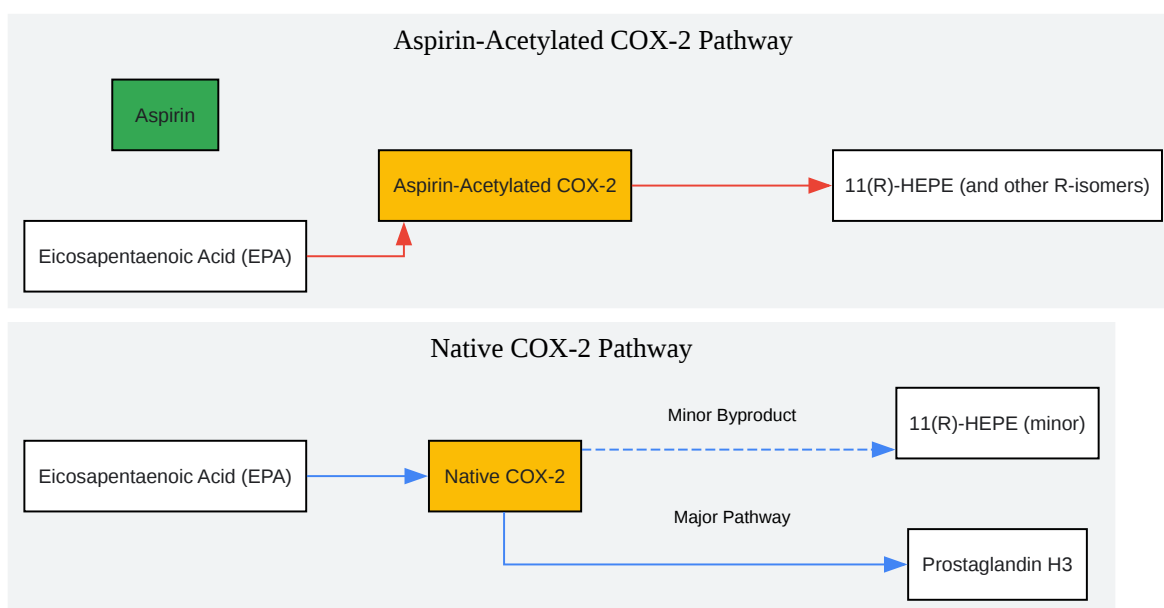 Aspirin-Acetylated COX-2 Pathway
Aspirin
Aspirin-Acetylated COX-2
11(R)-HEPE (and other R-isomers)
Eicosapentaenoic Acid (EPA)
Native COX-2 Pathway
Minor Byproduct
11(R)-HEPE (minor)
Eicosapentaenoic Acid (EPA)
Native COX-2
Major Pathway
Prostaglandin H3